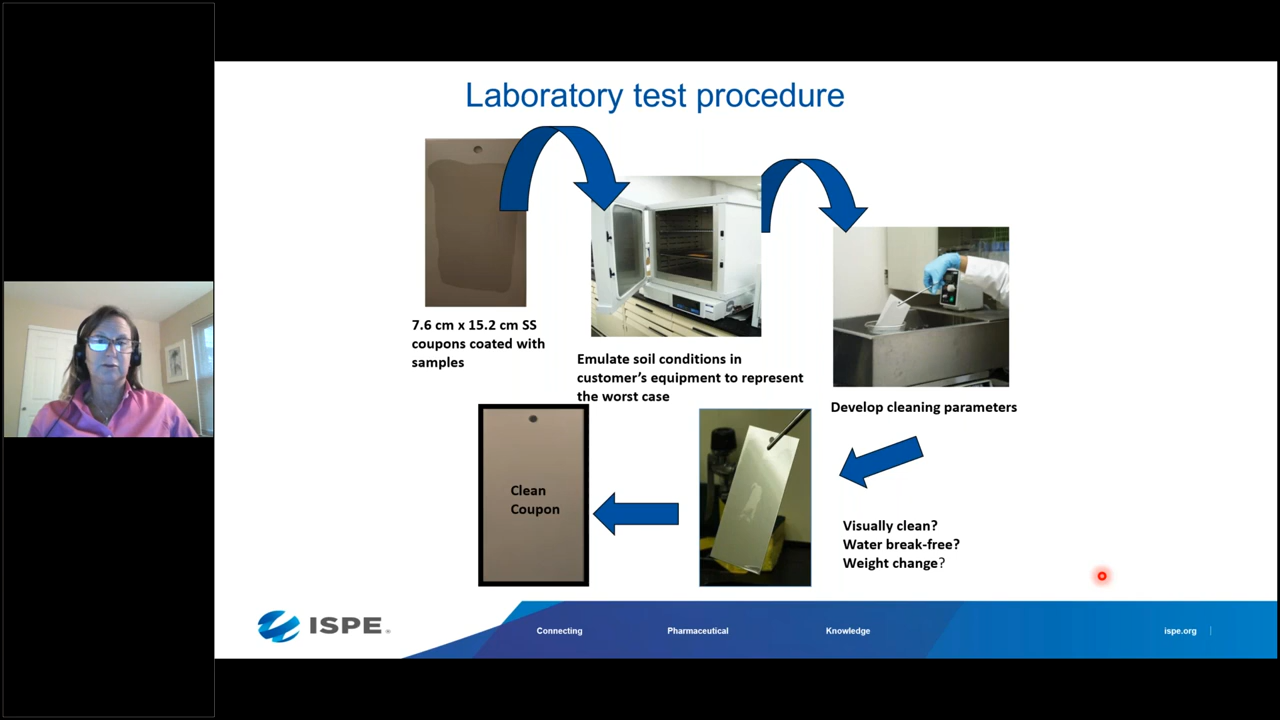 Laboratory test procedure
7.6 cm x 15.2 cm SS
coupons coated with
samples
Emulate soil conditions in
customer's equipment to represent
the worst case
Develop cleaning parameters
Visually clean?
Water break-free?
Weight change?
Clean
Coupon
ISPE®
Connecting
Pharmaceutical
Knowledge
ispe.org